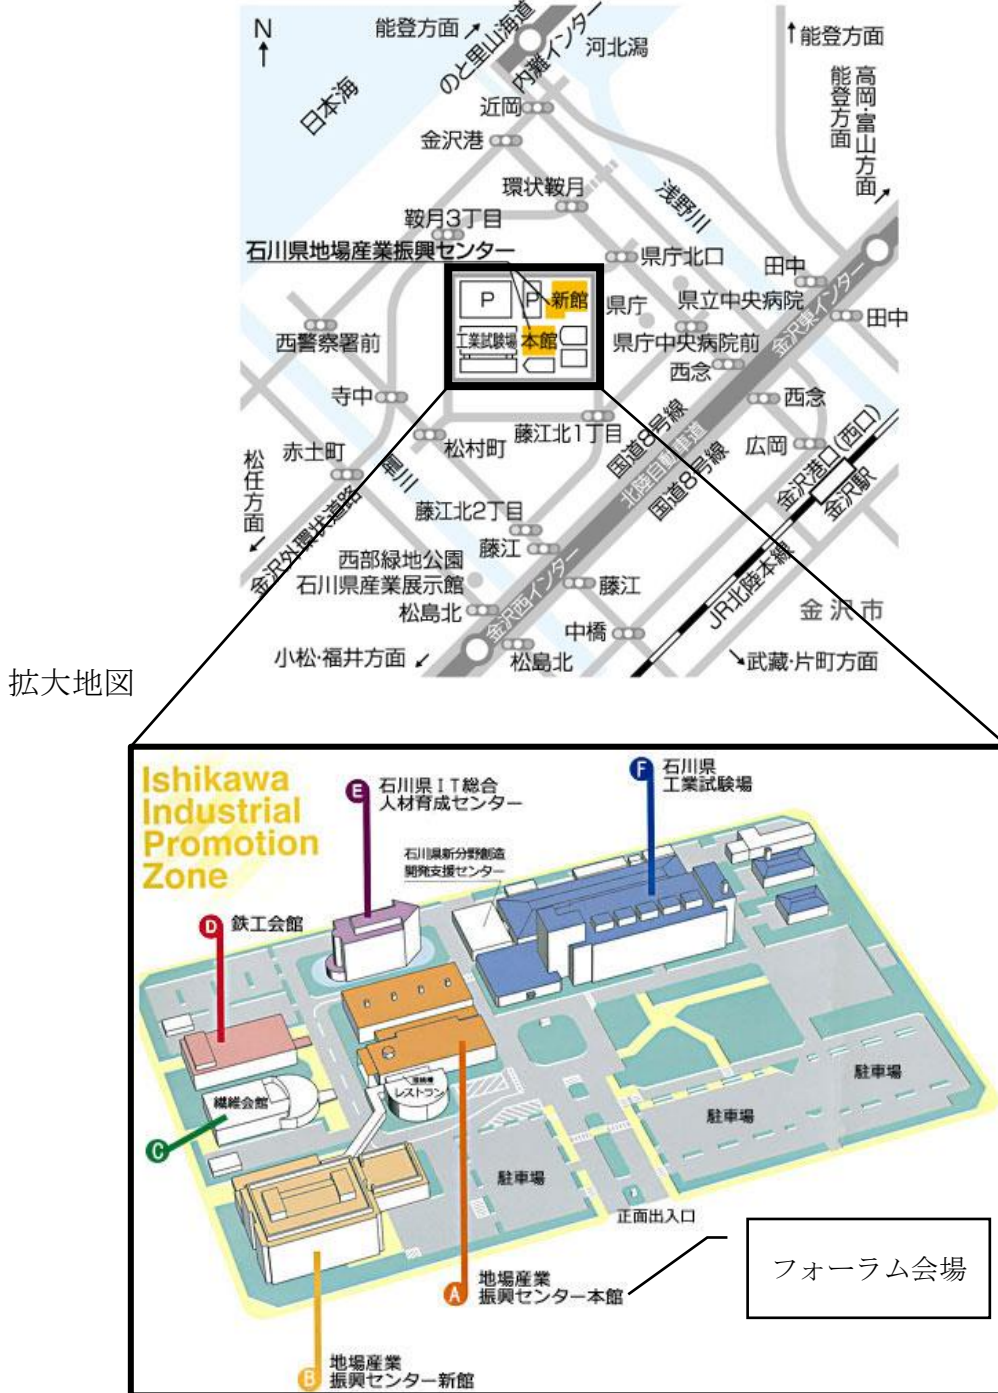 能登方面
のと里山海道
内灘インター
河北潟
能登方面
高岡・富山方面
能登方面
N
日本海
近岡
金沢港
環状鞍月
浅野川
鞍月3丁目
石川県地場産業振興センター
県庁北口
田中
P
P
新館
県庁
県立中央病院
金沢東インター
田中
工業試験場
本館
西警察署前
県庁中央病院前
西念
西念
寺中
藤江北1丁目
国道8号線
北陸自動車道
国道8号線
広岡
金沢港口(西口)
金沢駅
松村町
赤土町
松任方面
金沢外環状道路
川
藤江北2丁目
藤江
西部緑地公園
石川県産業展示館
藤江
JR北陸本線
金沢市
松島北
金沢西インター
中橋
小松・福井方面
松島北
武蔵・片町方面
拡大地図
Ishikawa
Industrial
Promotion
Zone
E
石川県IT総合
人材育成センター
F
石川県
工業試験場
石川県新分野創造
開発支援センター
D
鉄工会館
繊維会館
C
レストラン
駐車場
駐車場
駐車場
正面出入口
フォーラム会場
A
地場産業
振興センター本館
B
地場産業
振興センター新館